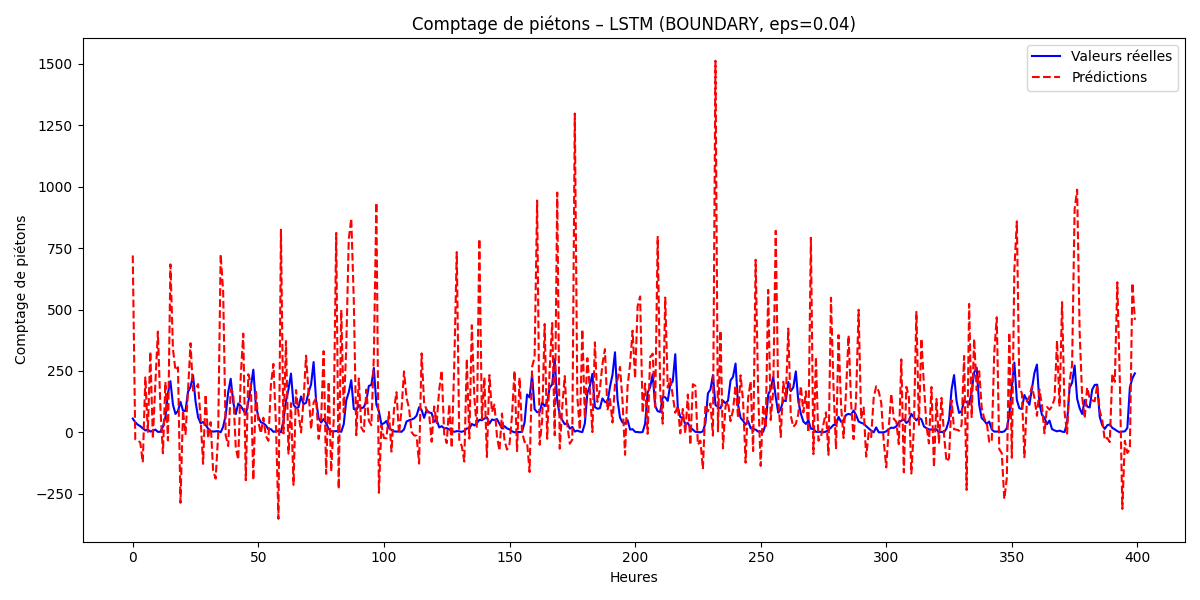 Comptage de piétons – LSTM (BOUNDARY, eps=0.04)
Valeurs réelles
Prédictions
Comptage de piétons
1500
1250
1000
750
500
250
0
−250
0 50 100 150 200 250 300 350 400
Heures